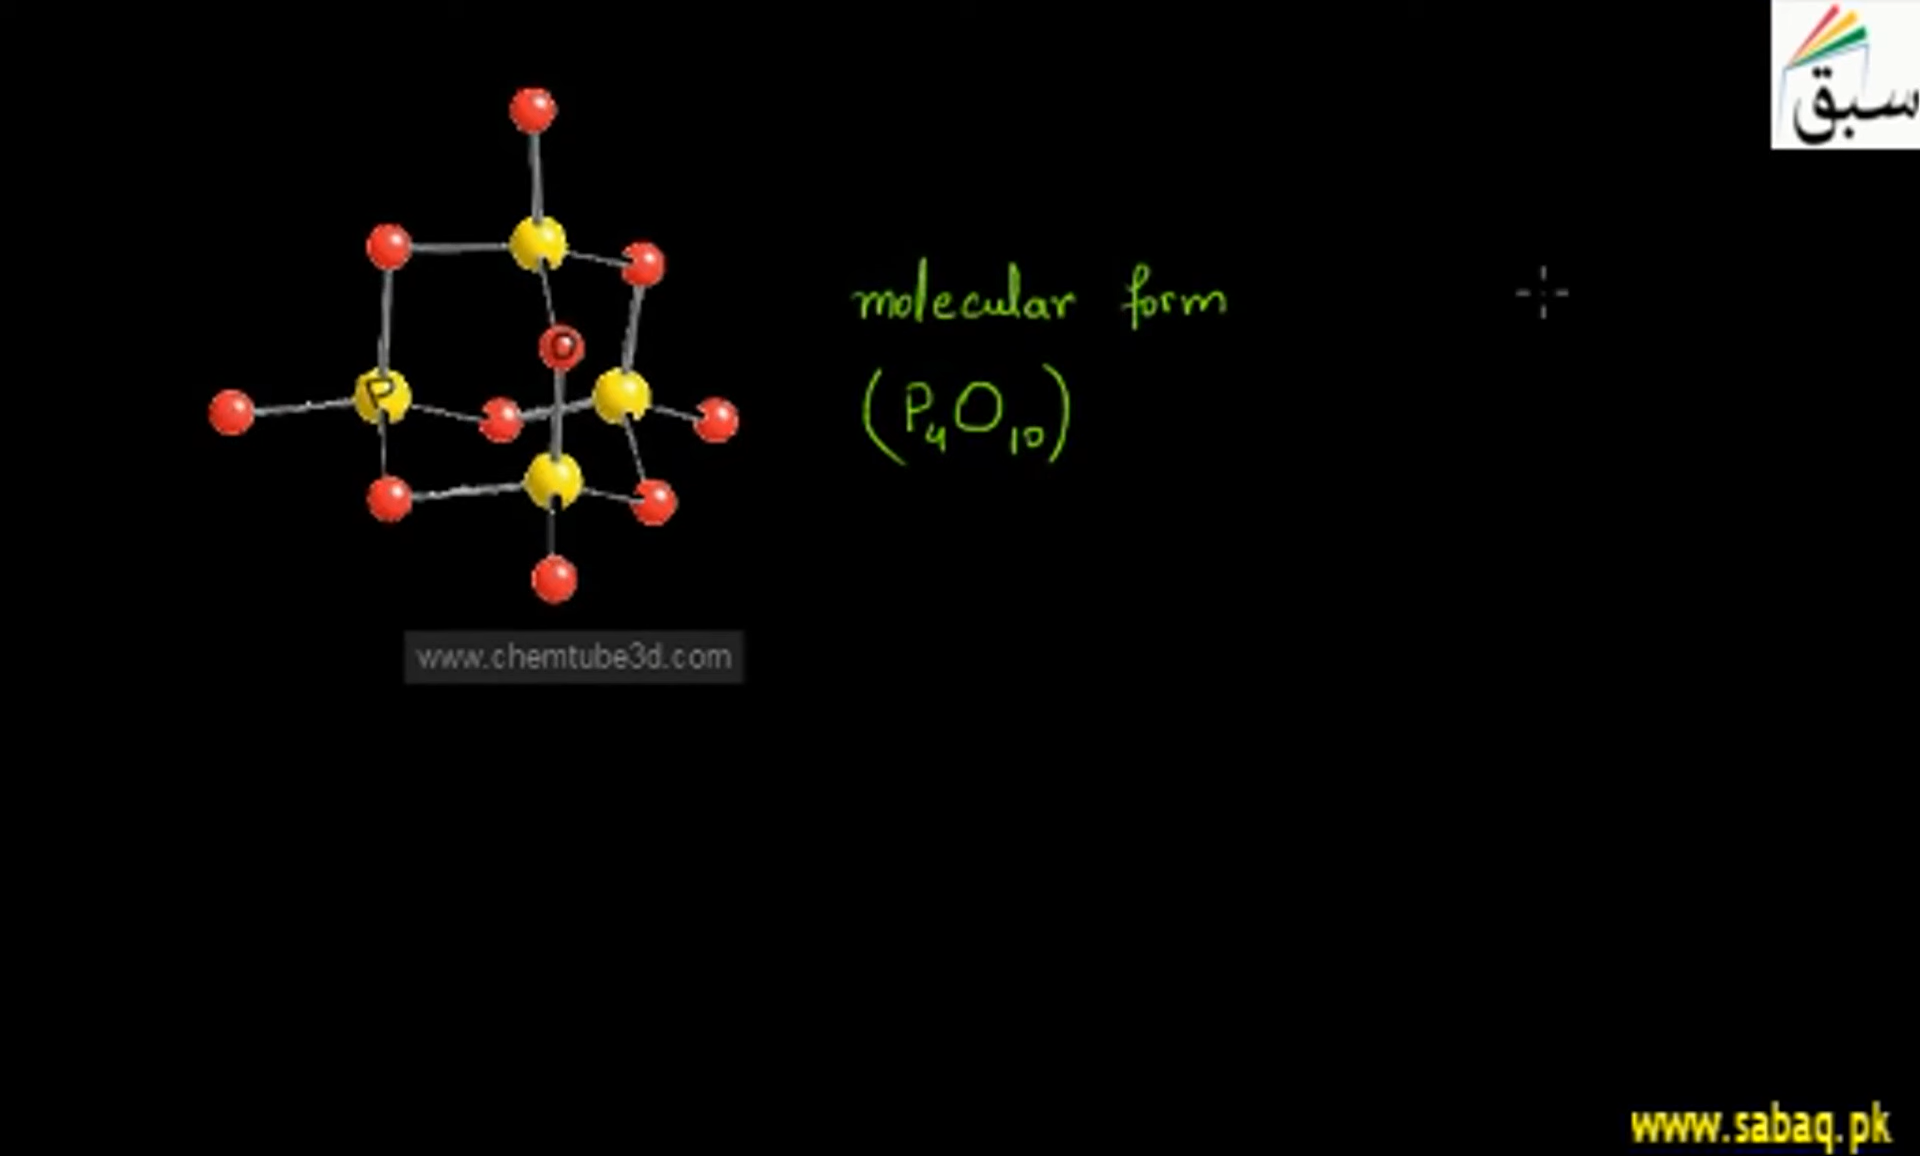 سبق
molecular form
(P₄O₁₀)
O
P
www.chemtube3d.com
www.sabaq.pk